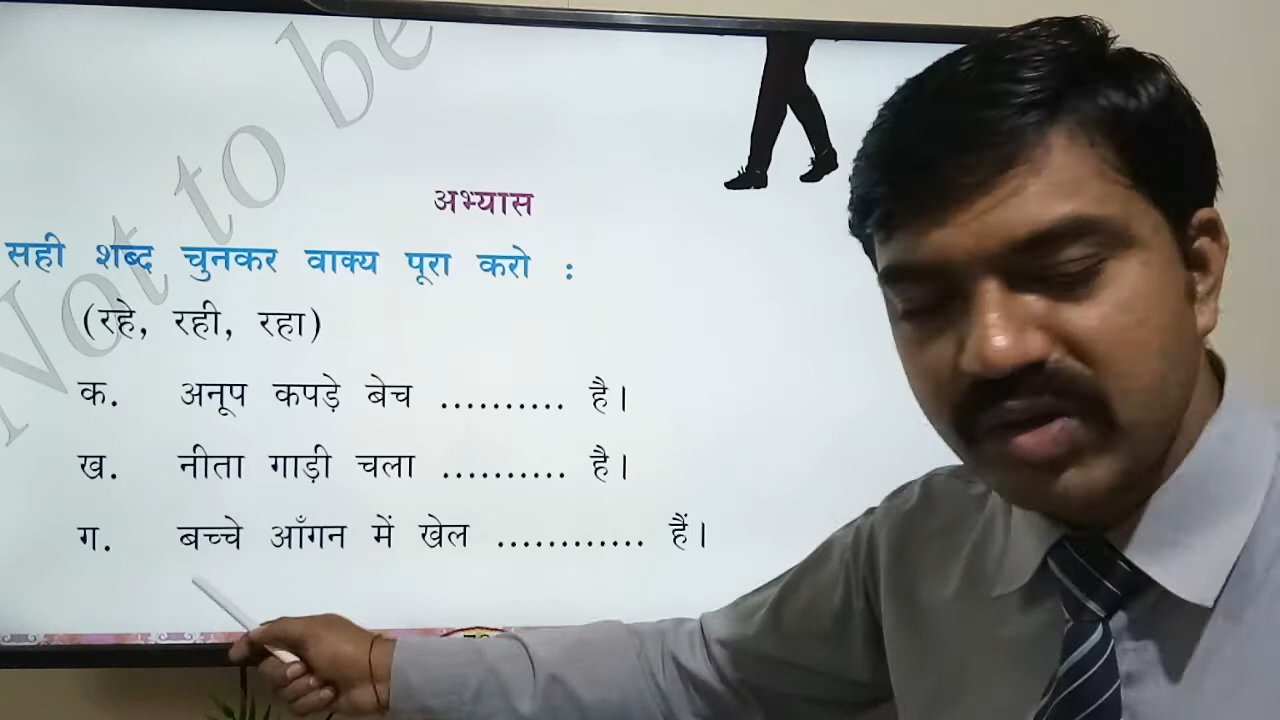 Not to be
अभ्यास
सही शब्द चुनकर वाक्य पूरा करो :
(रहे, रही, रहा)
क. अनूप कपड़े बेच .......... है।
ख. नीता गाड़ी चला .......... है।
ग. बच्चे आँगन में खेल ............ हैं।